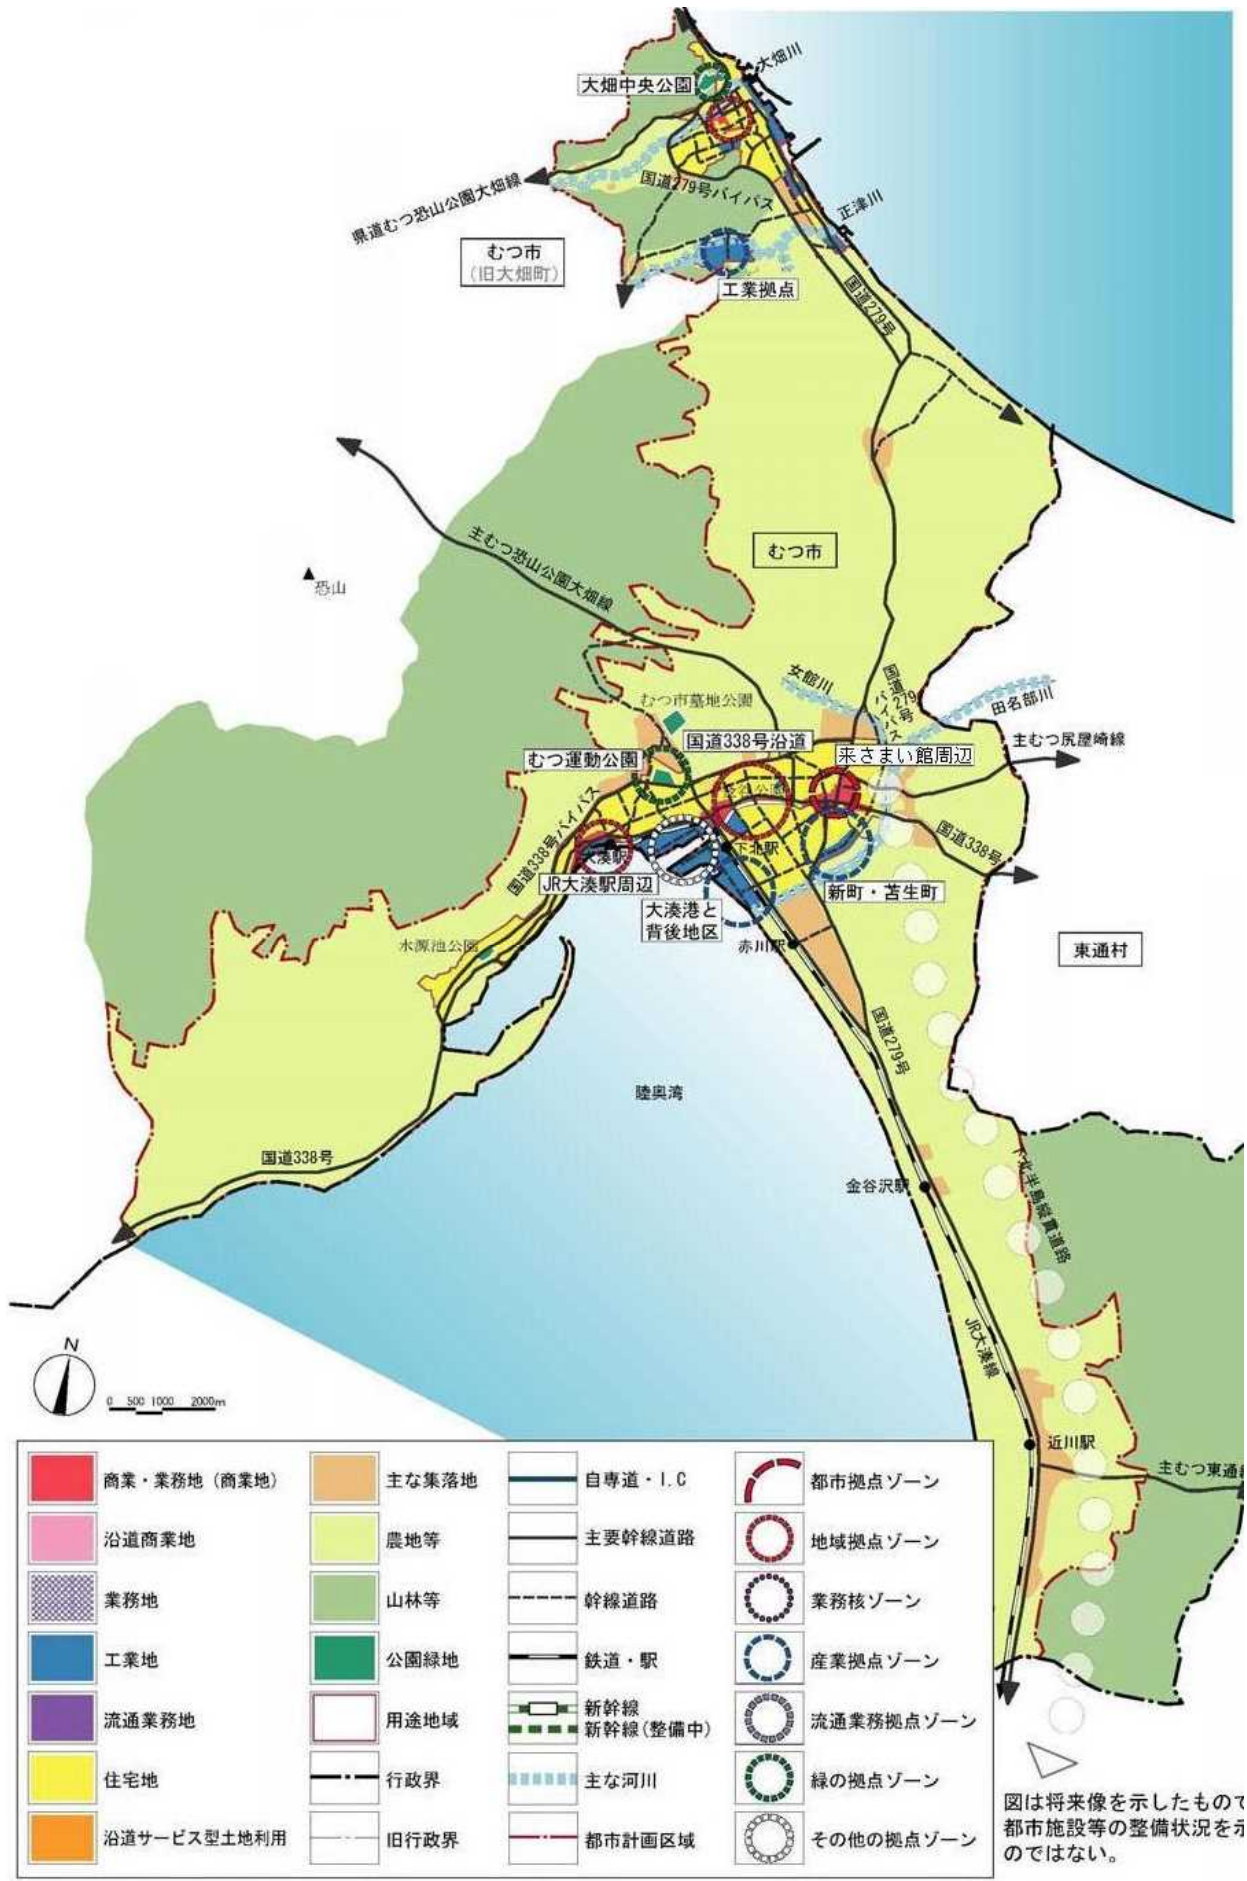 大畑川
大畑中央公園
国道279号バイパス
県道むつ恐山公園大畑線
正津川
むつ市
(旧大畑町)
工業拠点
国道279号
主むつ恐山公園大畑線
むつ市
恐山
女館川
国道279号
バイパス
田名部川
むつ市墓地公園
国道338号沿道
主むつ尻屋崎線
むつ運動公園
来さまい館周辺
公園
国道338号バイパス
国道338号
大湊駅
下北駅
JR大湊駅周辺
新町・苫生町
大湊港と
背後地区
水源池公園
赤川駅
東通村
国道279号
陸奥湾
国道338号
下北半島縦貫道路
金谷沢駅
JR大湊線
N
0 500 1000 2000m
近川駅
主むつ東通線
商業・業務地(商業地)
沿道商業地
業務地
工業地
流通業務地
住宅地
沿道サービス型土地利用
主な集落地
農地等
山林等
公園緑地
用途地域
行政界
旧行政界
自専道・I.C
主要幹線道路
幹線道路
鉄道・駅
新幹線
新幹線(整備中)
主な河川
都市計画区域
都市拠点ゾーン
地域拠点ゾーン
業務核ゾーン
産業拠点ゾーン
流通業務拠点ゾーン
緑の拠点ゾーン
その他の拠点ゾーン
図は将来像を示したもので
都市施設等の整備状況を示
のではない。